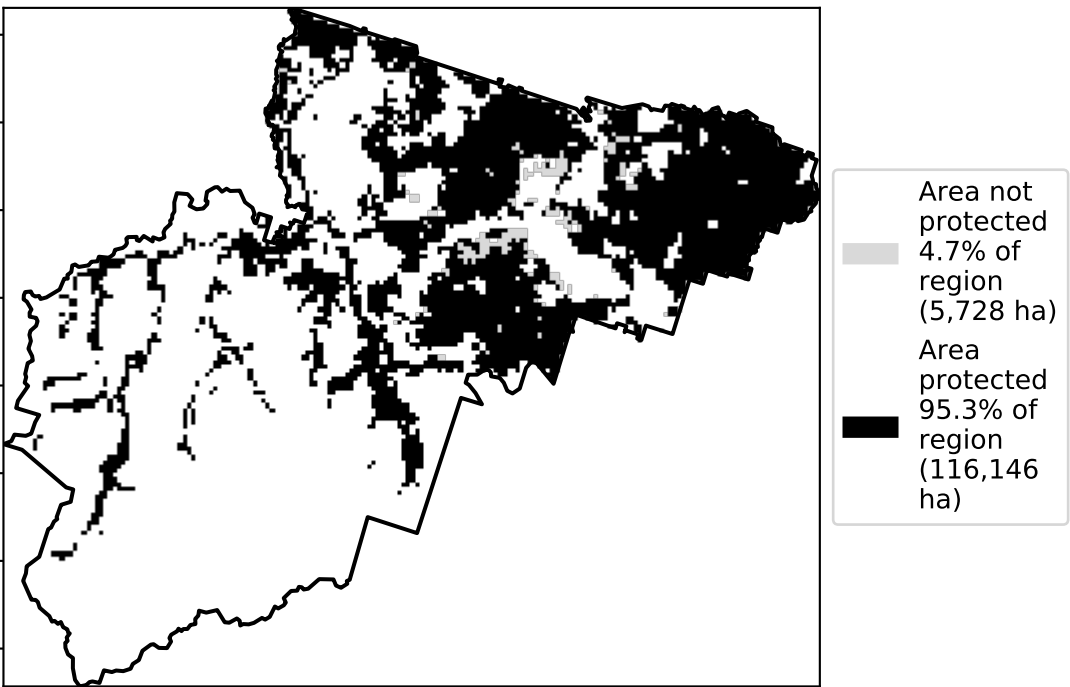 Area not
protected
4.7% of
region
(5,728 ha)
Area
protected
95.3% of
region
(116,146
ha)